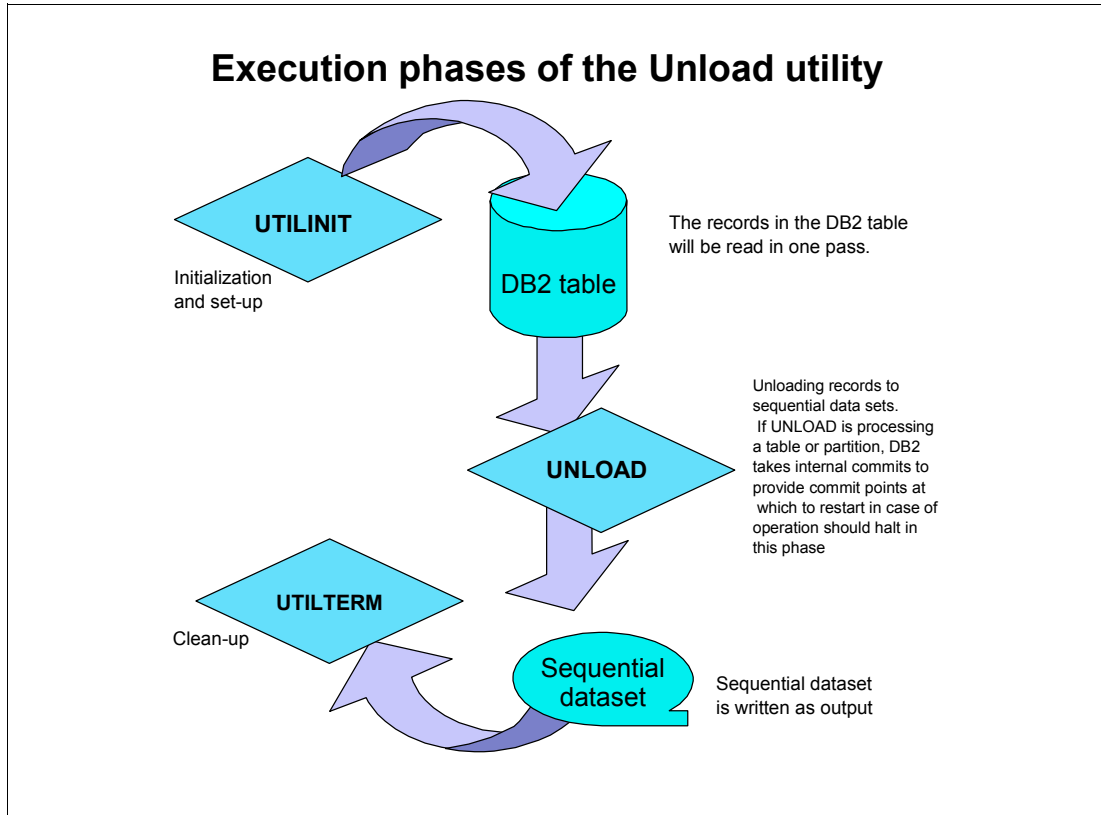 Execution phases of the Unload utility
UTILINIT
Initialization
and set-up
DB2 table
The records in the DB2 table
will be read in one pass.
UNLOAD
Unloading records to
sequential data sets.
If UNLOAD is processing
a table or partition, DB2
takes internal commits to
provide commit points at
which to restart in case of
operation should halt in
this phase
UTILTERM
Clean-up
Sequential
dataset
Sequential dataset
is written as output